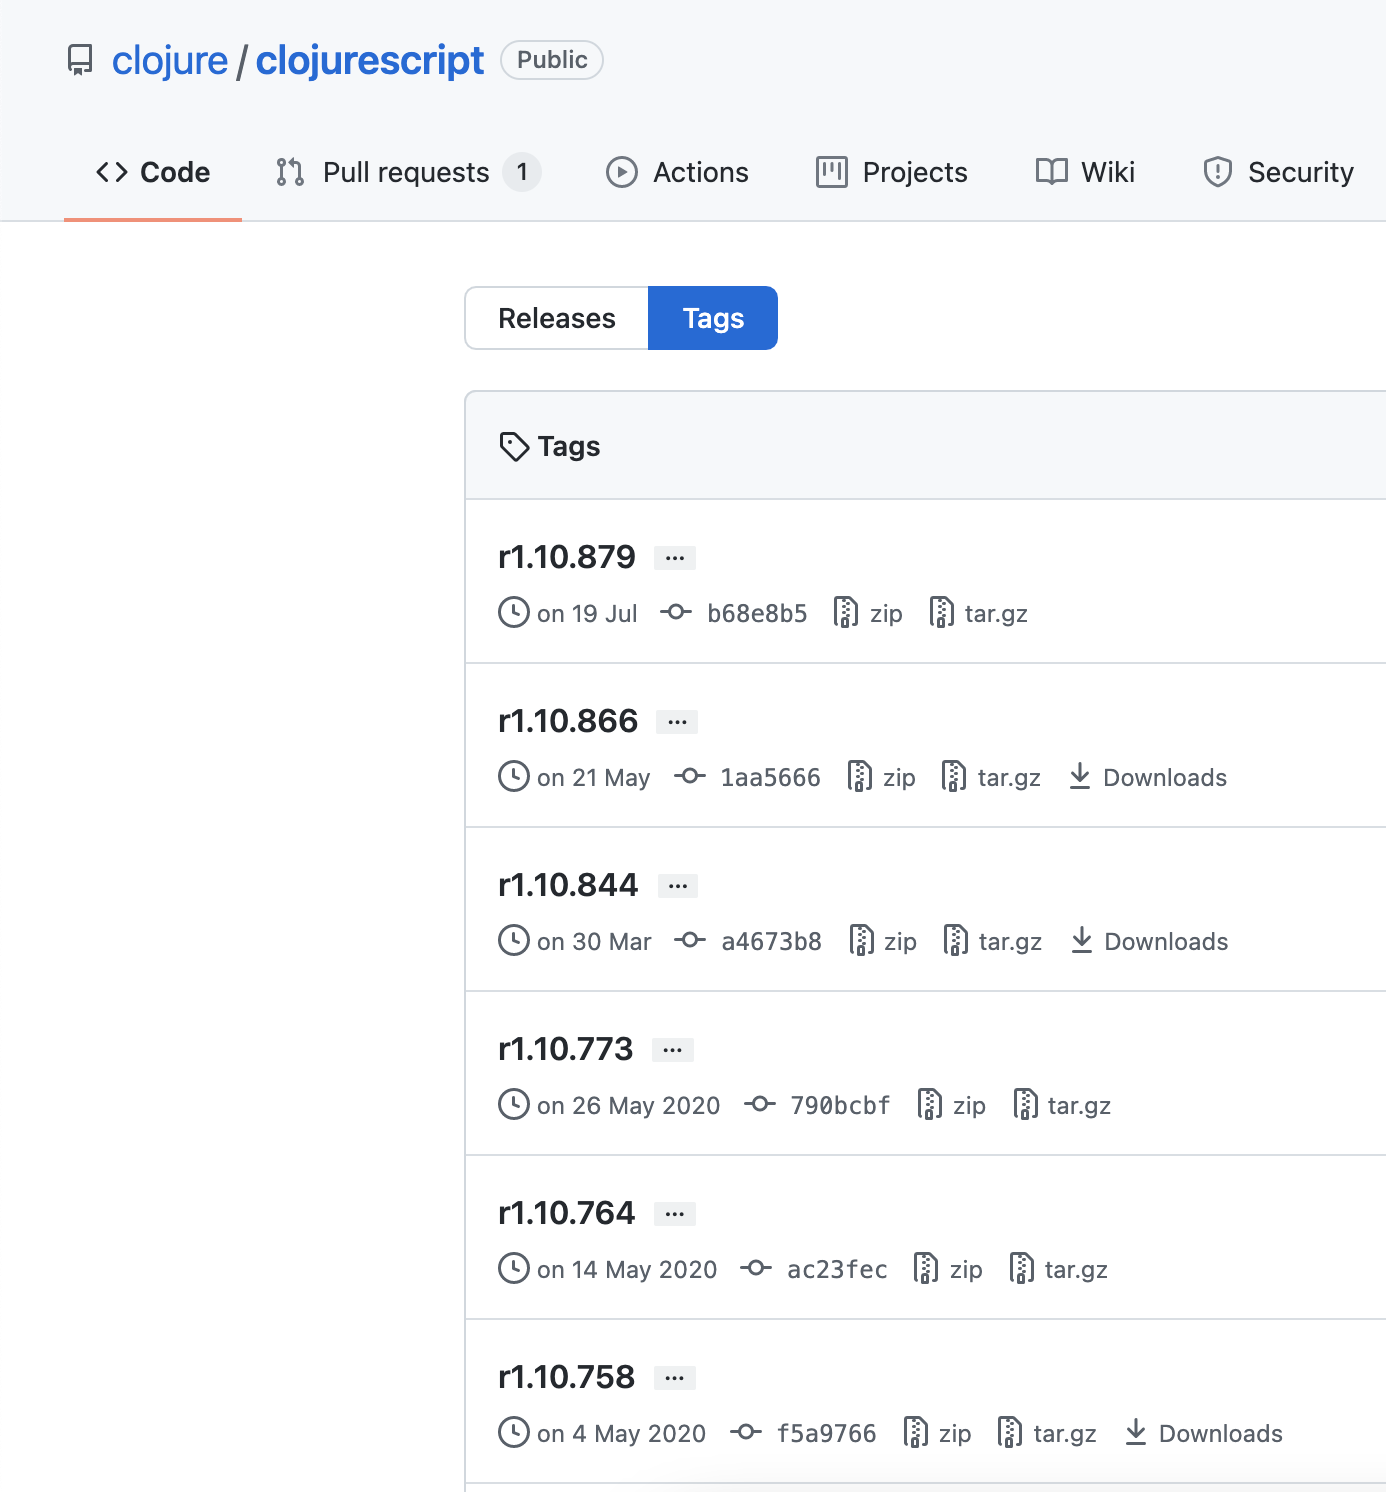 clojure / clojurescript Public
<> Code Pull requests 1 Actions Projects Wiki Security
Releases Tags
Tags
r1.10.879 ...
on 19 Jul b68e8b5 zip tar.gz
r1.10.866 ...
on 21 May 1aa5666 zip tar.gz Downloads
r1.10.844 ...
on 30 Mar a4673b8 zip tar.gz Downloads
r1.10.773 ...
on 26 May 2020 790bcbf zip tar.gz
r1.10.764 ...
on 14 May 2020 ac23fec zip tar.gz
r1.10.758 ...
on 4 May 2020 f5a9766 zip tar.gz Downloads